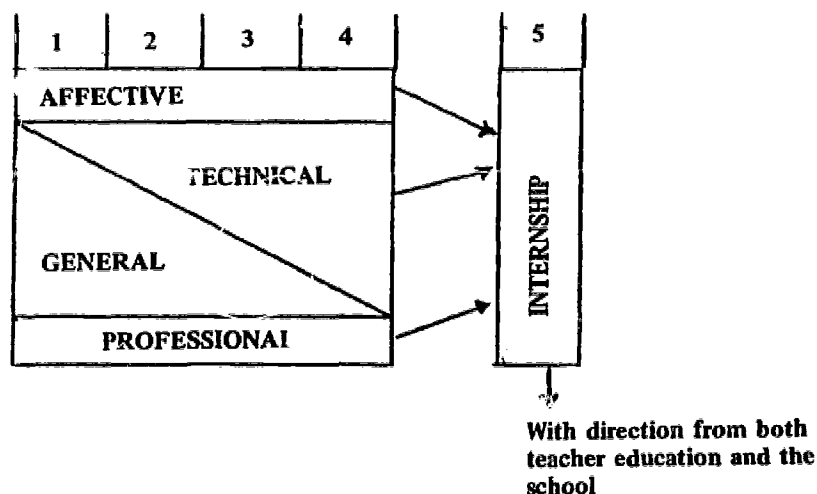 1 2 3 4 5
AFFECTIVE
TECHNICAL
GENERAL
PROFESSIONAL
INTERNSHIP
With direction from both
teacher education and the
school